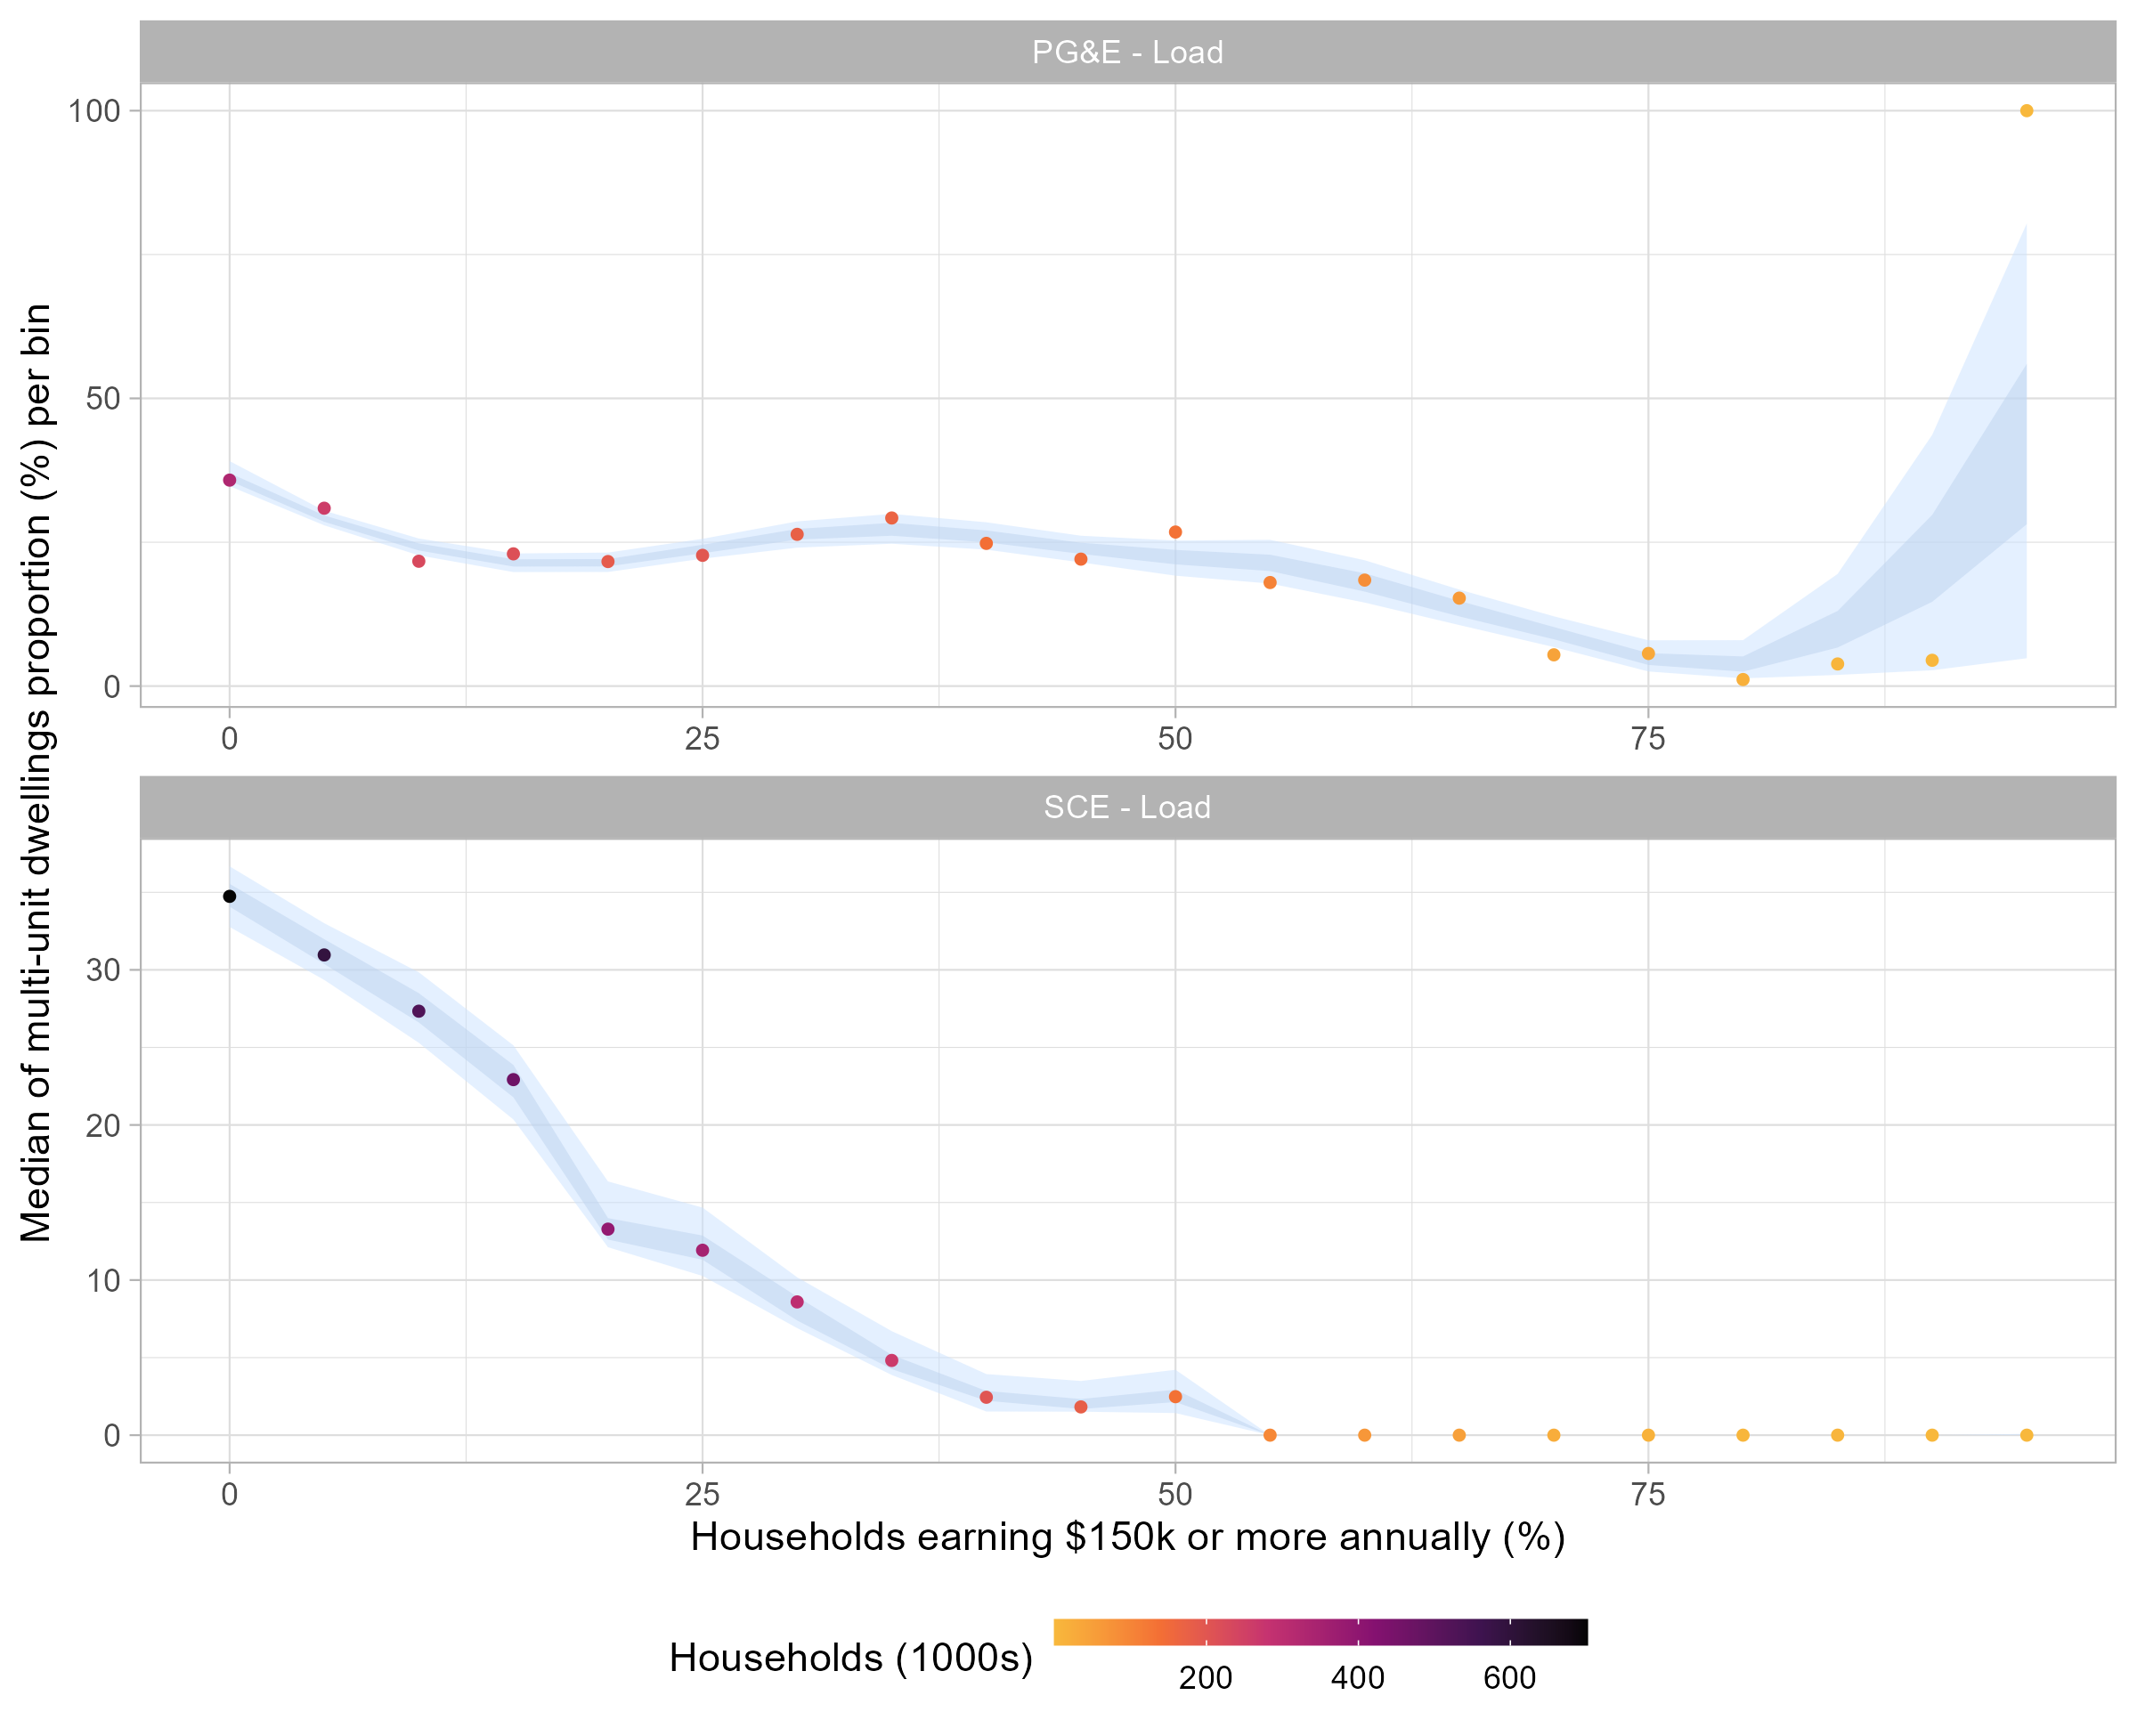 PG&E - Load
100
50
0
0 25 50 75
Median of multi-unit dwellings proportion (%) per bin
SCE - Load
30
20
10
0
0 25 50 75
Households earning $150k or more annually (%)
Households (1000s)
200 400 600